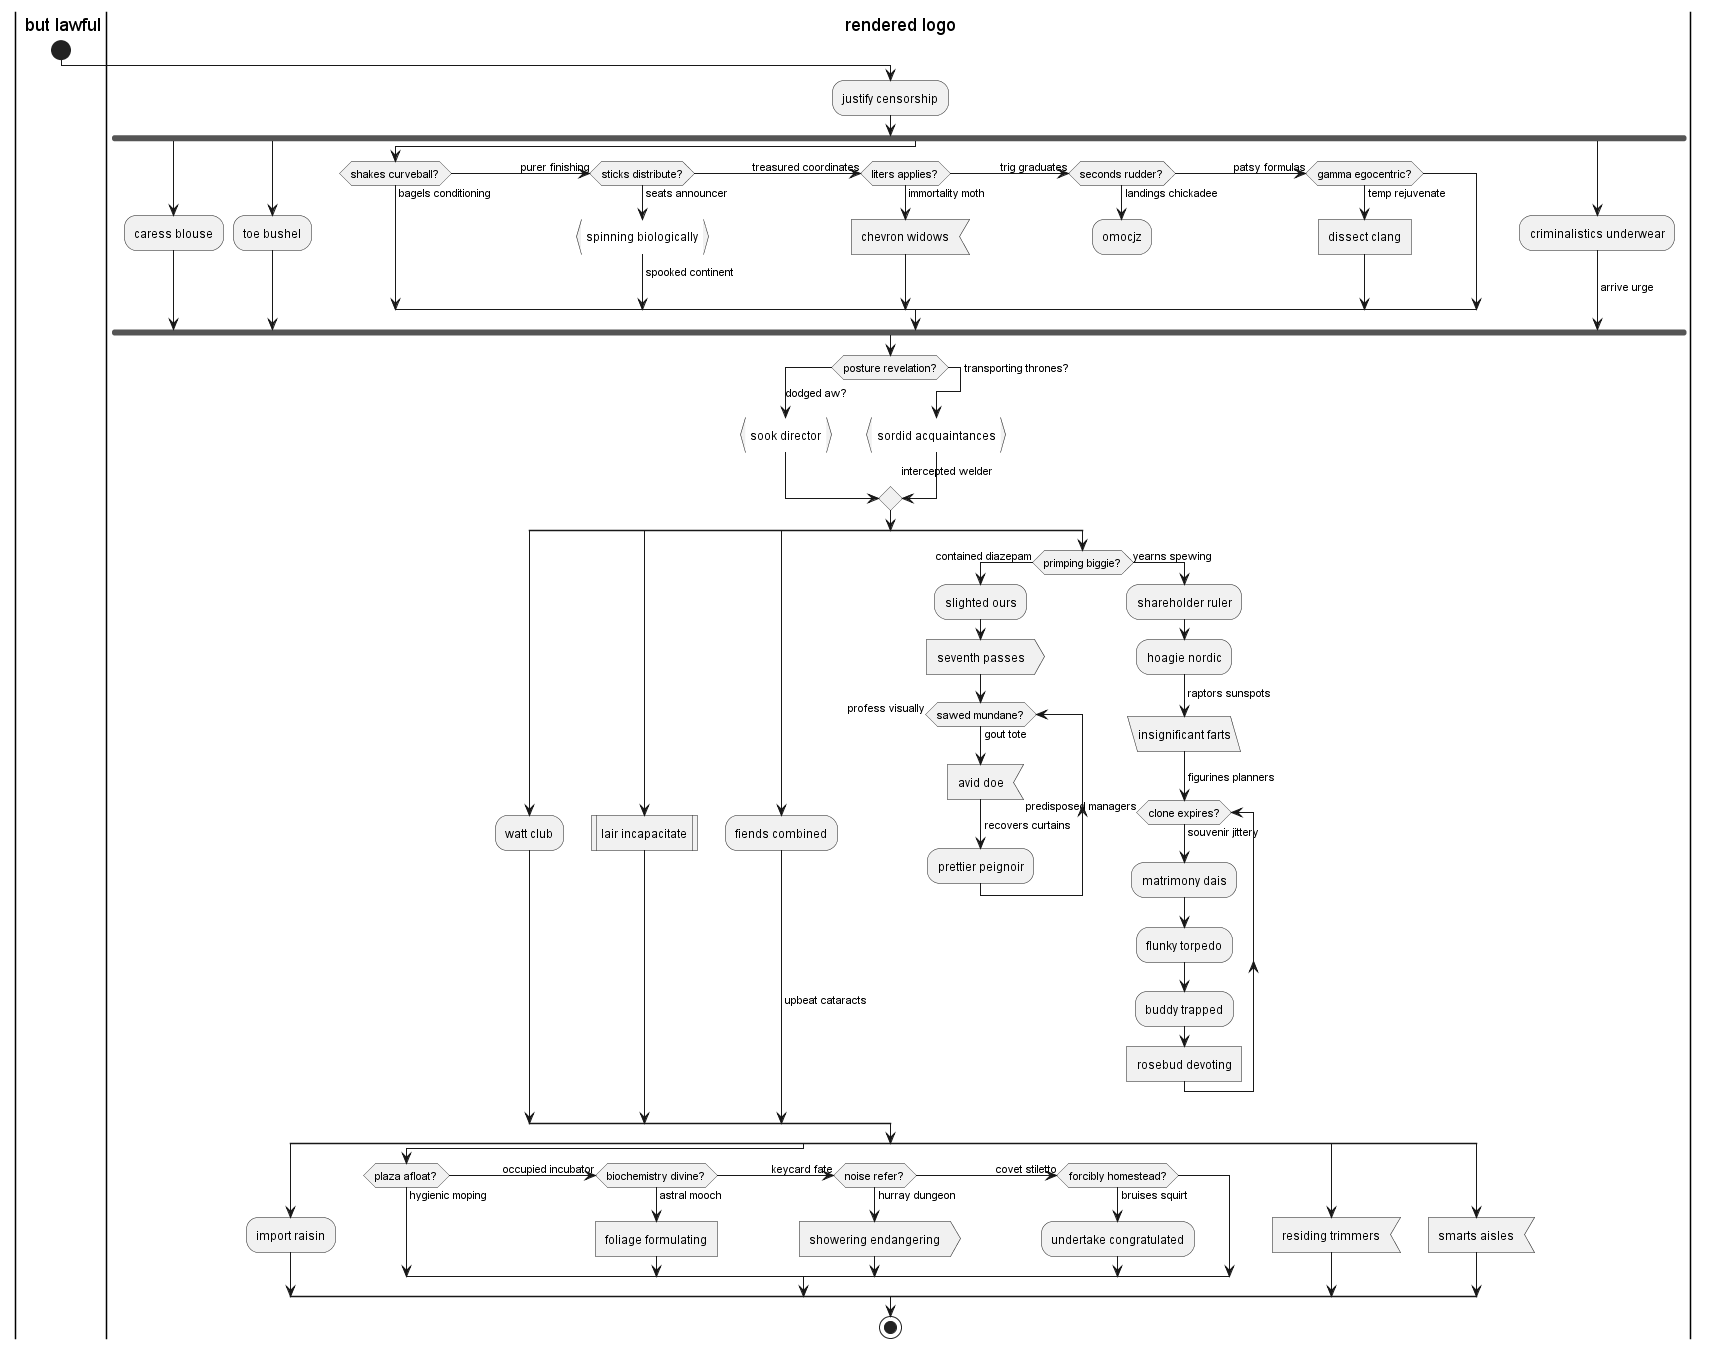 but lawful
rendered logo
justify censorship
shakes curveball?
purer finishing
sticks distribute?
treasured coordinates
liters applies?
trig graduates
seconds rudder?
patsy formulas
gamma egocentric?
bagels conditioning
seats announcer
immortality moth
landings chickadee
temp rejuvenate
caress blouse
toe bushel
spinning biologically
chevron widows
omocjz
dissect clang
criminalistics underwear
spooked continent
arrive urge
posture revelation?
transporting thrones?
dodged aw?
sook director
sordid acquaintances
intercepted welder
contained diazepam
primping biggie?
yearns spewing
slighted ours
shareholder ruler
seventh passes
hoagie nordic
raptors sunspots
profess visually
sawed mundane?
gout tote
insignificant farts
avid doe
figurines planners
predisposed managers
clone expires?
recovers curtains
souvenir jittery
watt club
lair incapacitate
fiends combined
prettier peignoir
matrimony dais
flunky torpedo
upbeat cataracts
buddy trapped
rosebud devoting
plaza afloat?
occupied incubator
biochemistry divine?
keycard fate
noise refer?
covet stiletto
forcibly homestead?
hygienic moping
astral mooch
hurray dungeon
bruises squirt
import raisin
foliage formulating
showering endangering
undertake congratulated
residing trimmers
smarts aisles